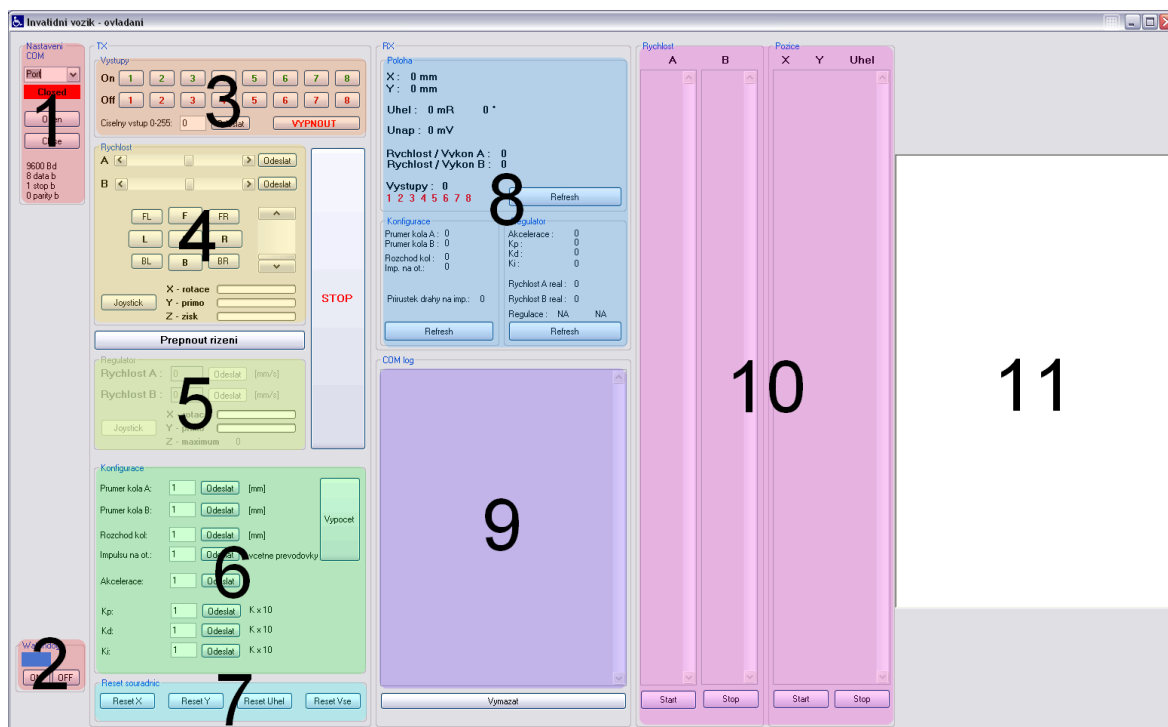 Invalidni vozik - ovladani
Nastaveni
COM
Port
Closed
Close
9600 Bd
8 data b
1 stop b
0 parity b
1
Watchdog
ON OFF
2
TX
Vystupy
On 1 2 3 5 6 7 8
Off 1 2 3 5 6 7 8
Ciselny vstup 0-255: 0 Odeslat VYPNOUT
3
Rychlost
A Odeslat
B Odeslat
FL F FR
L R
BL B BR
4
Joystick
X - rotace
Y - primo
Z - zisk
STOP
Prepnout rizeni
Regulator
Rychlost A : 0 Odeslat [mm/s]
Rychlost B : 0 Odeslat [mm/s]
Joystick
X - rotace
Y - primo
Z - maximum 0
5
Konfigurace
Prumer kola A: 1 Odeslat [mm]
Prumer kola B: 1 Odeslat [mm]
Rozchod kol: 1 Odeslat [mm]
Impulsu na ot.: 1 Odeslat vcetne prevodovky
Akcelerace: 1 Odeslat
Kp: 1 Odeslat K x 10
Kd: 1 Odeslat K x 10
Ki: 1 Odeslat K x 10
Vypocet
6
Reset souradnic
Reset X Reset Y Reset Uhel Reset Vse
7
RX
Poloha
X : 0 mm
Y : 0 mm
Uhel : 0 mR 0 °
Unap : 0 mV
Rychlost / Vykon A : 0
Rychlost / Vykon B : 0
Vystupy : 0
1 2 3 4 5 6 7 8
Refresh
8
Konfigurace
Prumer kola A : 0
Prumer kola B : 0
Rozchod kol : 0
Imp. na ot.: 0
Prirustek drahy na imp.: 0
Refresh
Regulator
Akcelerace : 0
Kp : 0
Kd : 0
Ki : 0
Rychlost A real : 0
Rychlost B real : 0
Regulace : NA NA
Refresh
COM log
9
Vymazat
Rychlost
A B
Start Stop
Pozice
X Y Uhel
Start Stop
10
11